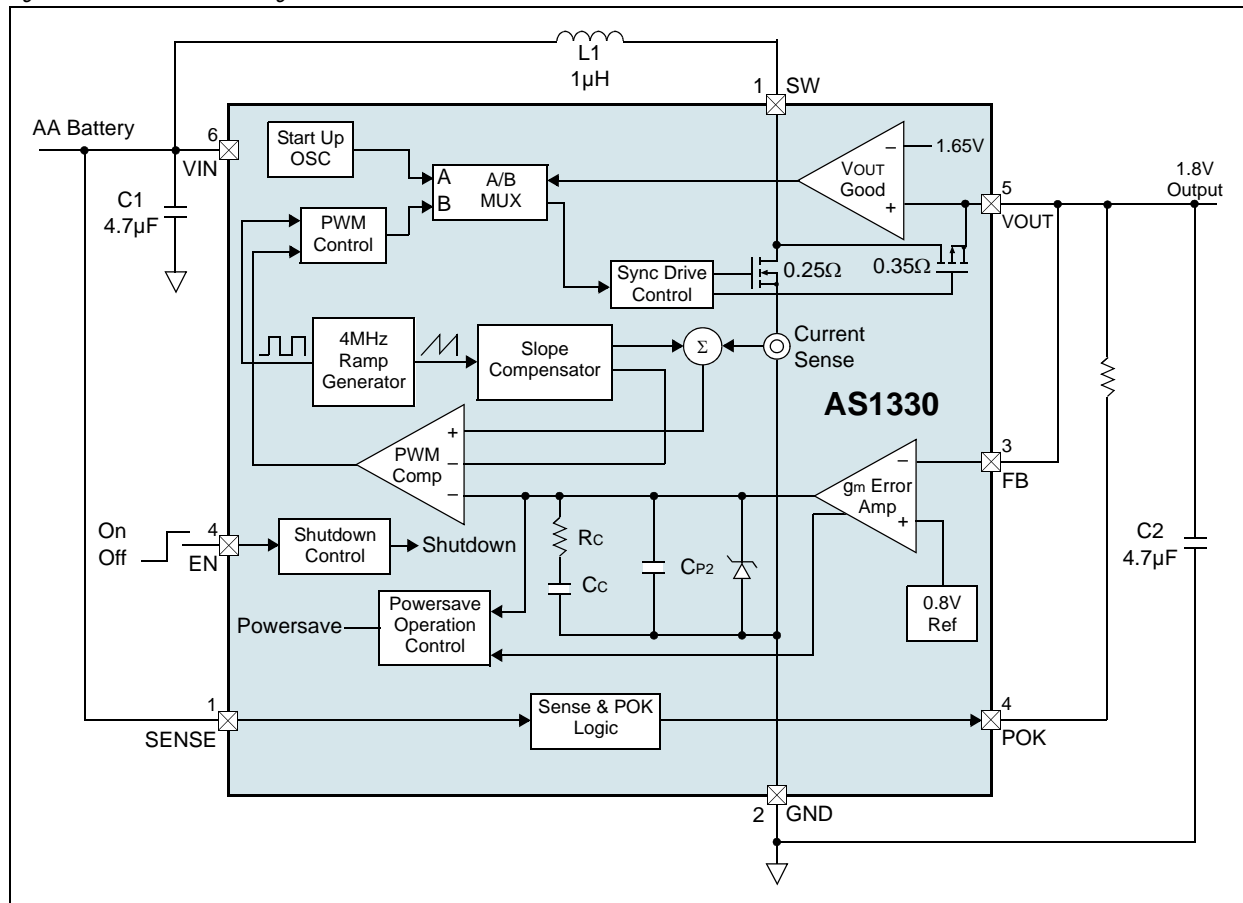 L1
1µH
1
SW
AA Battery
6
VIN
C1
4.7µF
Start Up
OSC
A
B
A/B
MUX
PWM
Control
VOUT
Good
−
+
1.65V
5
VOUT
1.8V
Output
Sync Drive
Control
0.25Ω
0.35Ω
4MHz
Ramp
Generator
Slope
Compensator
Σ
Current
Sense
AS1330
+
−
−
PWM
Comp
gm Error
Amp
−
+
3
FB
On
Off
4
EN
Shutdown
Control
Shutdown
RC
CC
CP2
C2
4.7µF
0.8V
Ref
Powersave
Powersave
Operation
Control
1
SENSE
Sense & POK
Logic
4
POK
2
GND